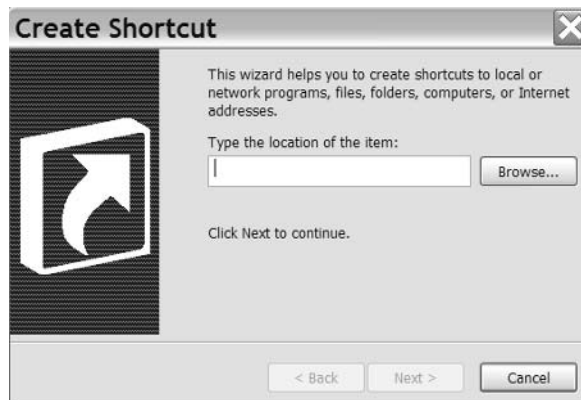 Create Shortcut
This wizard helps you to create shortcuts to local or
network programs, files, folders, computers, or Internet
addresses.
Type the location of the item:
Browse...
Click Next to continue.
< Back
Next >
Cancel